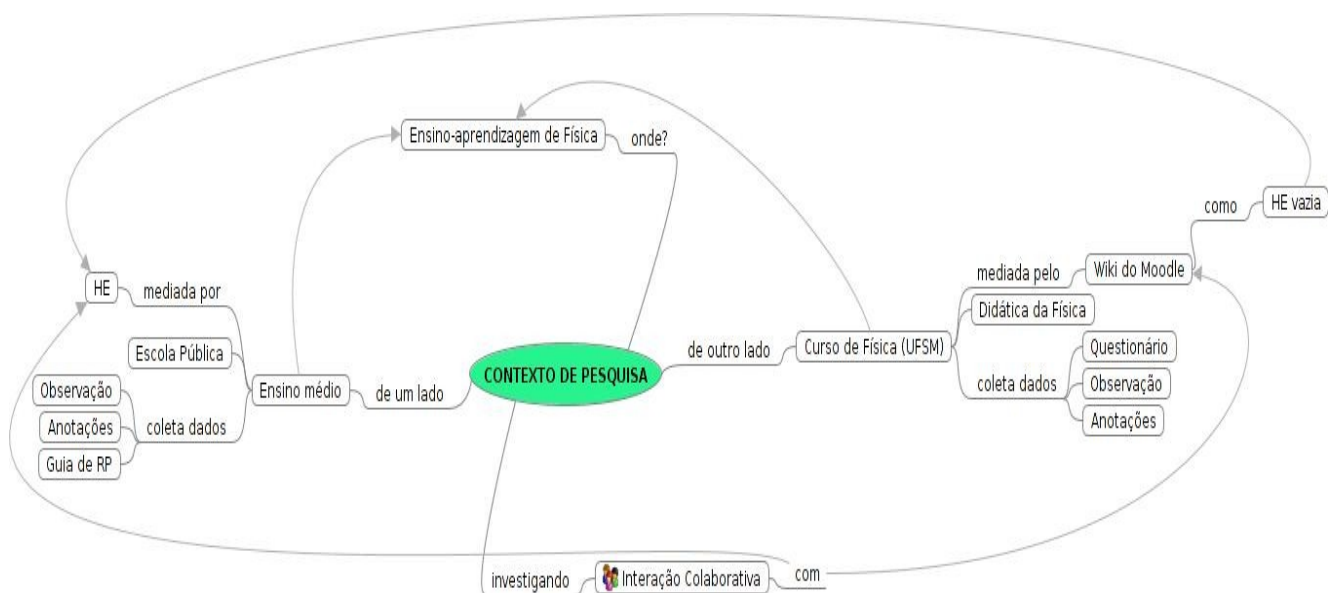 Ensino-aprendizagem de Física
onde?
HE vazia
como
Wiki do Moodle
mediada pelo
HE
mediada por
Didática da Física
Escola Pública
de outro lado
Curso de Física (UFSM)
Questionário
CONTEXTO DE PESQUISA
Observação
Ensino médio
de um lado
coleta dados
Observação
Anotações
coleta dados
Anotações
Guia de RP
investigando
Interação Colaborativa
com